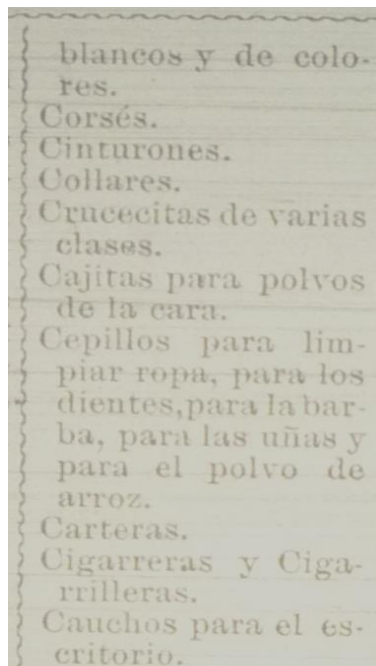 blancos y de colo-
res.
Corsés.
Cinturones.
Collares.
Crucecitas de varias
clases.
Cajitas para polvos
de la cara.
Cepillos para lim-
piar ropa, para los
dientes,para la bar-
ba, para las uñas y
para el polvo de
arroz.
Carteras.
Cigarreras y Ciga-
rrilleras.
Cauchos para el es-
critorio.